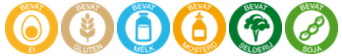 BEVAT
EI
BEVAT
GLUTEN
BEVAT
MELK
BEVAT
MOSTERD
BEVAT
SELDERIJ
BEVAT
SOJA